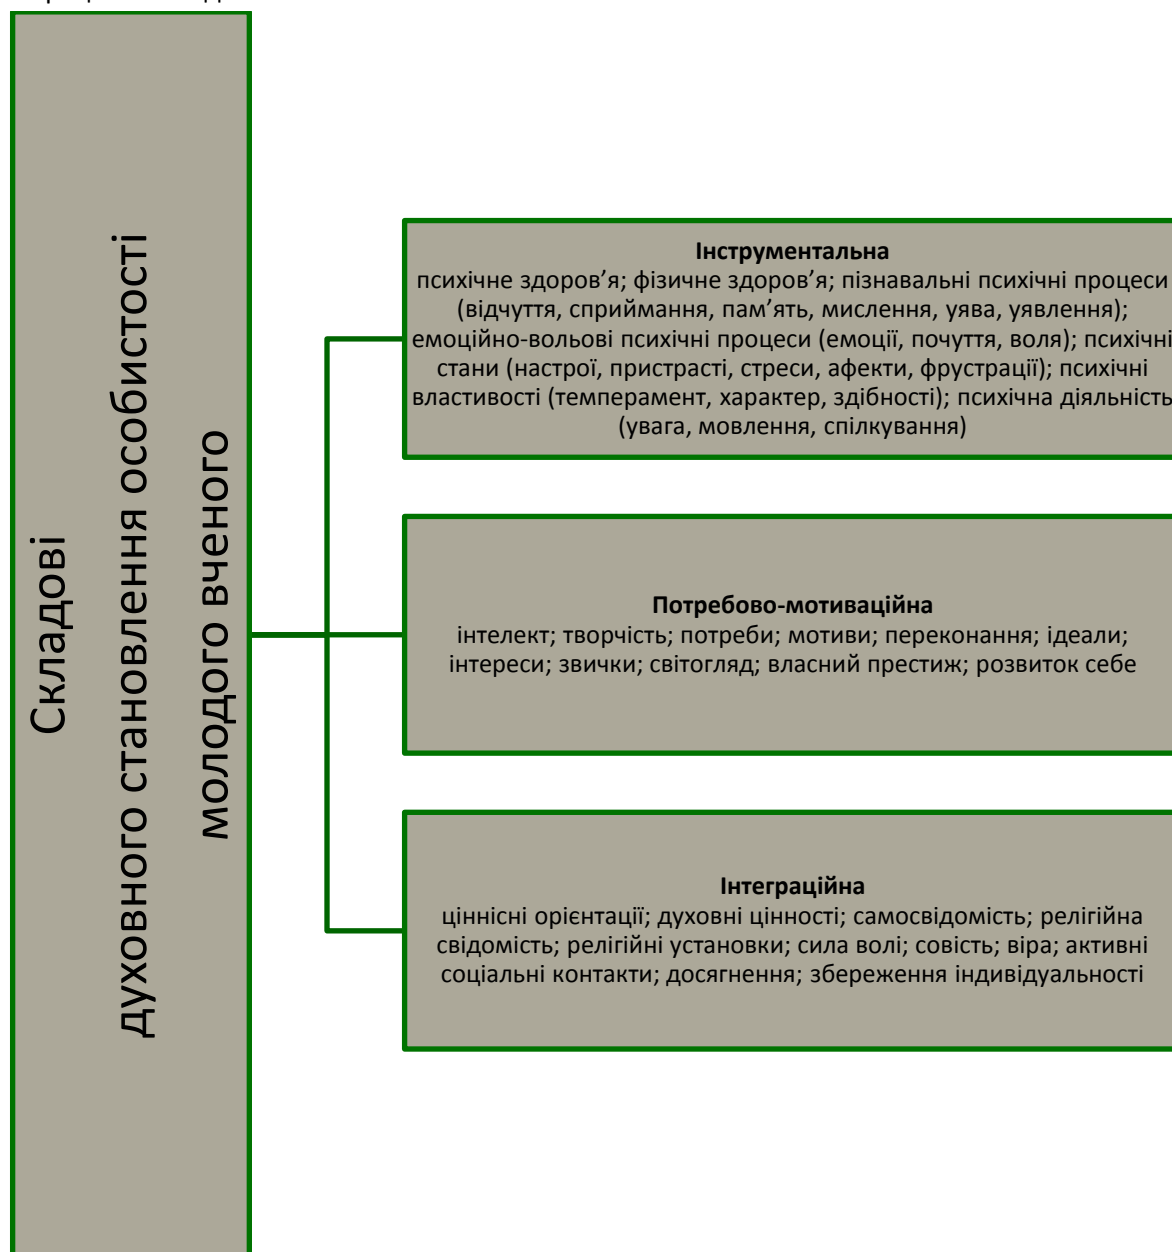 Складові
духовного становлення особистості
молодого вченого
Інструментальна
психічне здоров’я; фізичне здоров’я; пізнавальні психічні процеси
(відчуття, сприймання, пам’ять, мислення, уява, уявлення);
емоційно-вольові психічні процеси (емоції, почуття, воля); психічні
стани (настрої, пристрасті, стреси, афекти, фрустрації); психічні
властивості (темперамент, характер, здібності); психічна діяльність
(увага, мовлення, спілкування)
Потребово-мотиваційна
інтелект; творчість; потреби; мотиви; переконання; ідеали;
інтереси; звички; світогляд; власний престиж; розвиток себе
Інтеграційна
ціннісні орієнтації; духовні цінності; самосвідомість; релігійна
свідомість; релігійні установки; сила волі; совість; віра; активні
соціальні контакти; досягнення; збереження індивідуальності